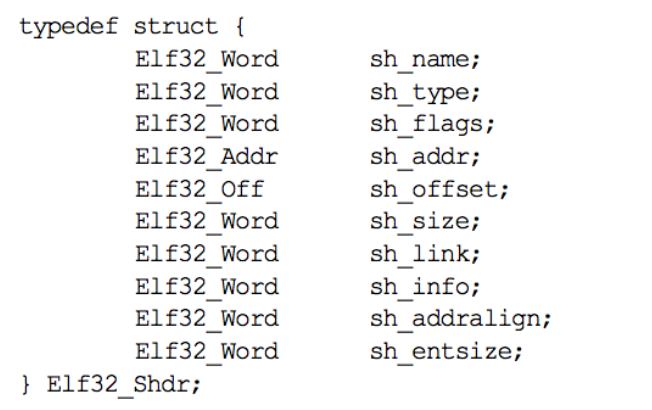 typedef struct {
Elf32_Word sh_name;
Elf32_Word sh_type;
Elf32_Word sh_flags;
Elf32_Addr sh_addr;
Elf32_Off sh_offset;
Elf32_Word sh_size;
Elf32_Word sh_link;
Elf32_Word sh_info;
Elf32_Word sh_addralign;
Elf32_Word sh_entsize;
} Elf32_Shdr;